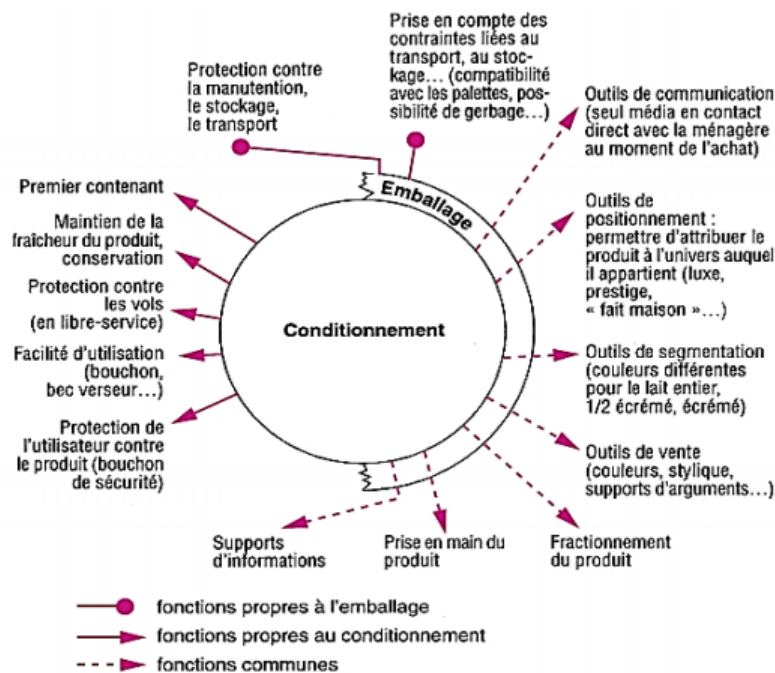 Prise en compte des
contraintes liées au
transport, au stoc-
kage... (compatibilité
avec les palettes, pos-
sibilité de gerbage...)
Protection contre
la manutention,
le stockage,
le transport
Outils de communication
(seul média en contact
direct avec la ménagère
au moment de l'achat)
Emballage
Premier contenant
Maintien de la
fraîcheur du produit,
conservation
Protection contre
les vols
(en libre-service)
Facilité d'utilisation
(bouchon,
bec verseur...)
Protection de
l'utilisateur contre
le produit (bouchon
de sécurité)
Conditionnement
Outils de
positionnement :
permettre d'attribuer le
produit à l'univers auquel
il appartient (luxe,
prestige,
« fait maison »...)
Outils de segmentation
(couleurs différentes
pour le lait entier,
1/2 écrémé, écrémé)
Outils de vente
(couleurs, stylique,
supports d'arguments...)
Supports
d'informations
Prise en main du
produit
Fractionnement
du produit
fonctions propres à l'emballage
fonctions propres au conditionnement
fonctions communes